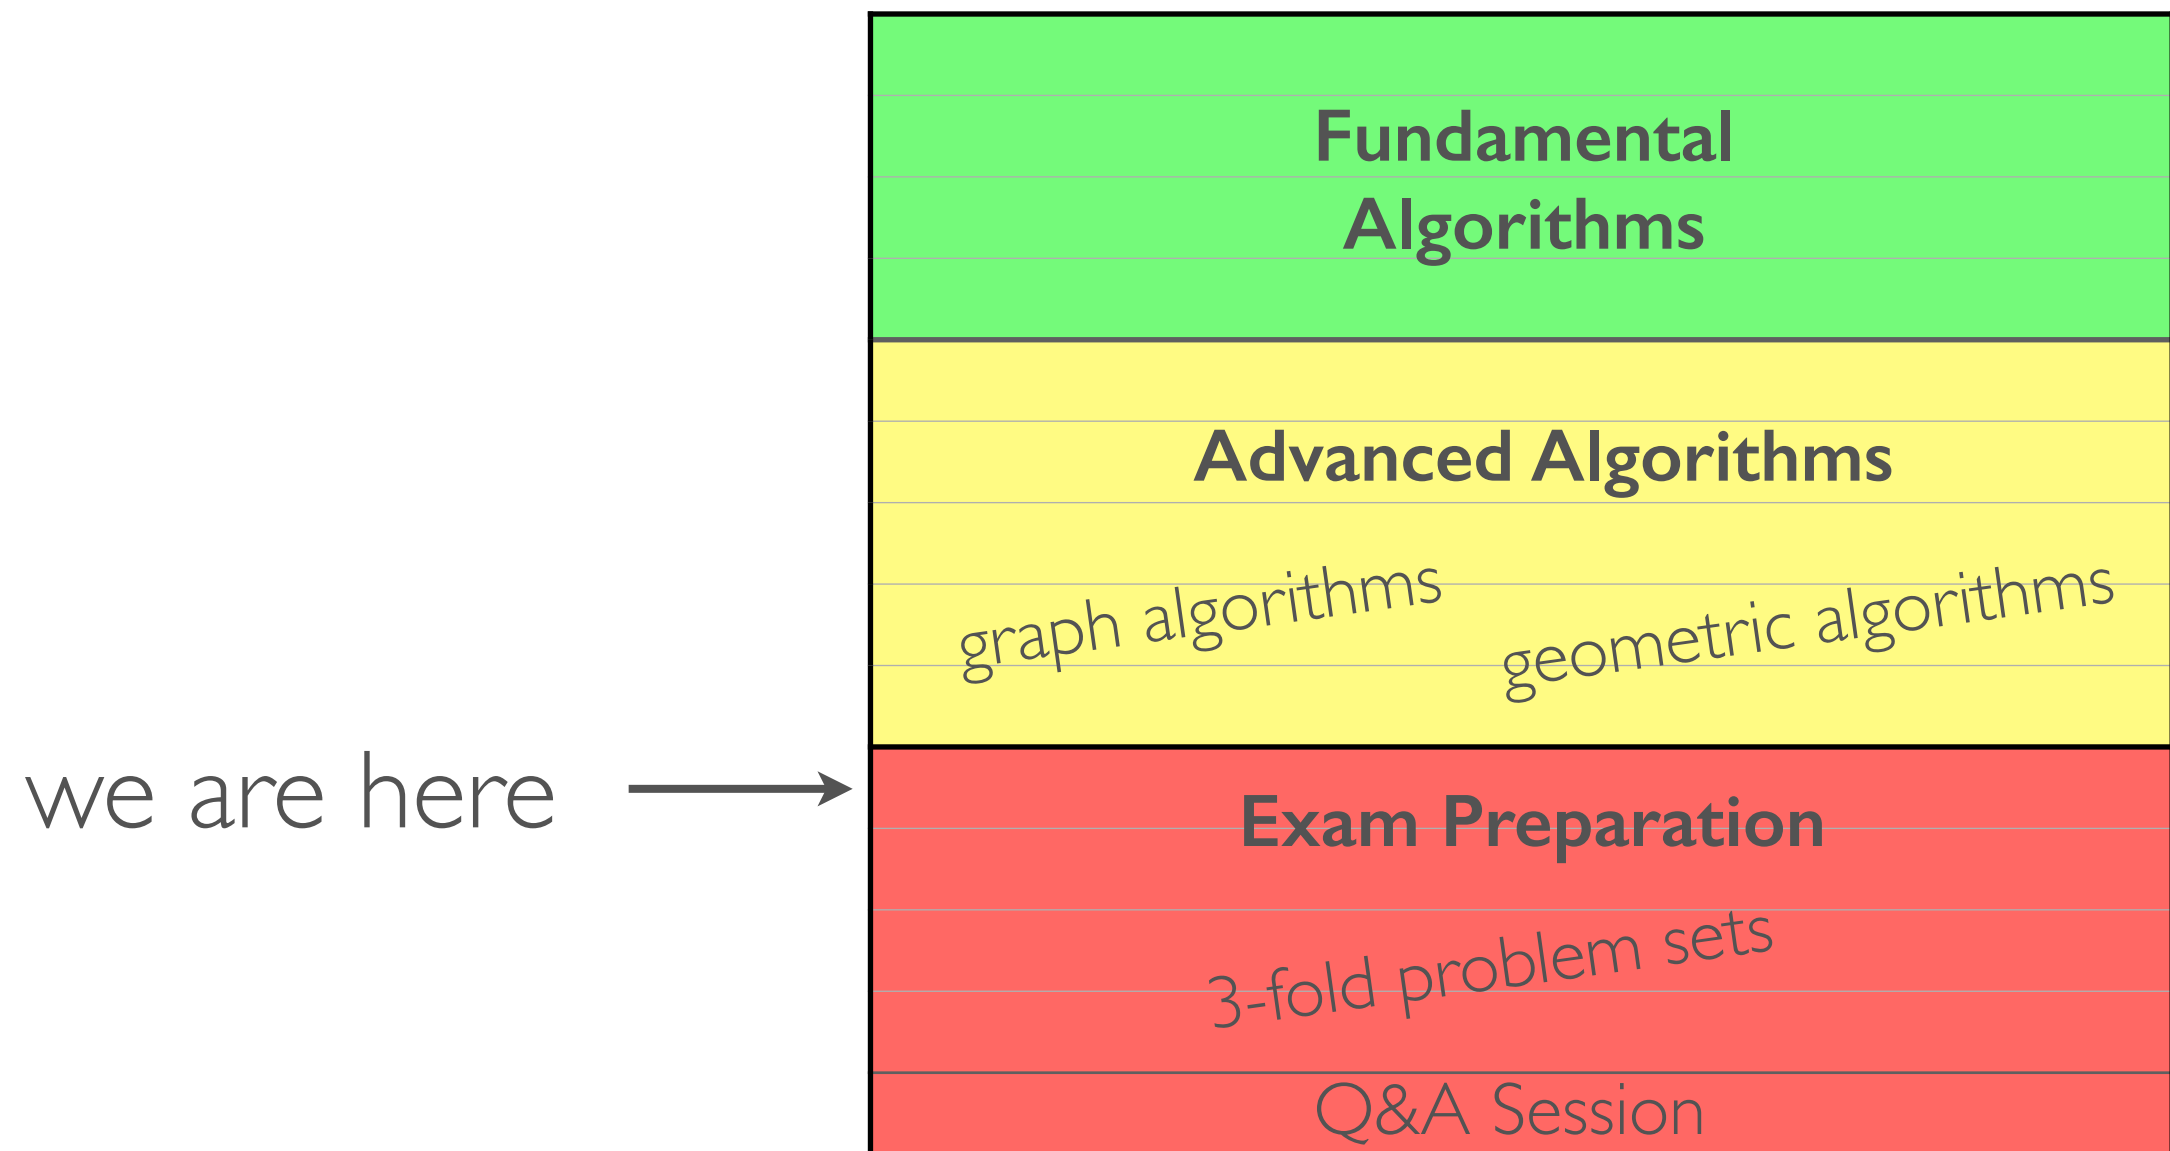 Fundamental
Algorithms
Advanced Algorithms
graph algorithms
geometric algorithms
we are here
Exam Preparation
3-fold problem sets
Q&A Session